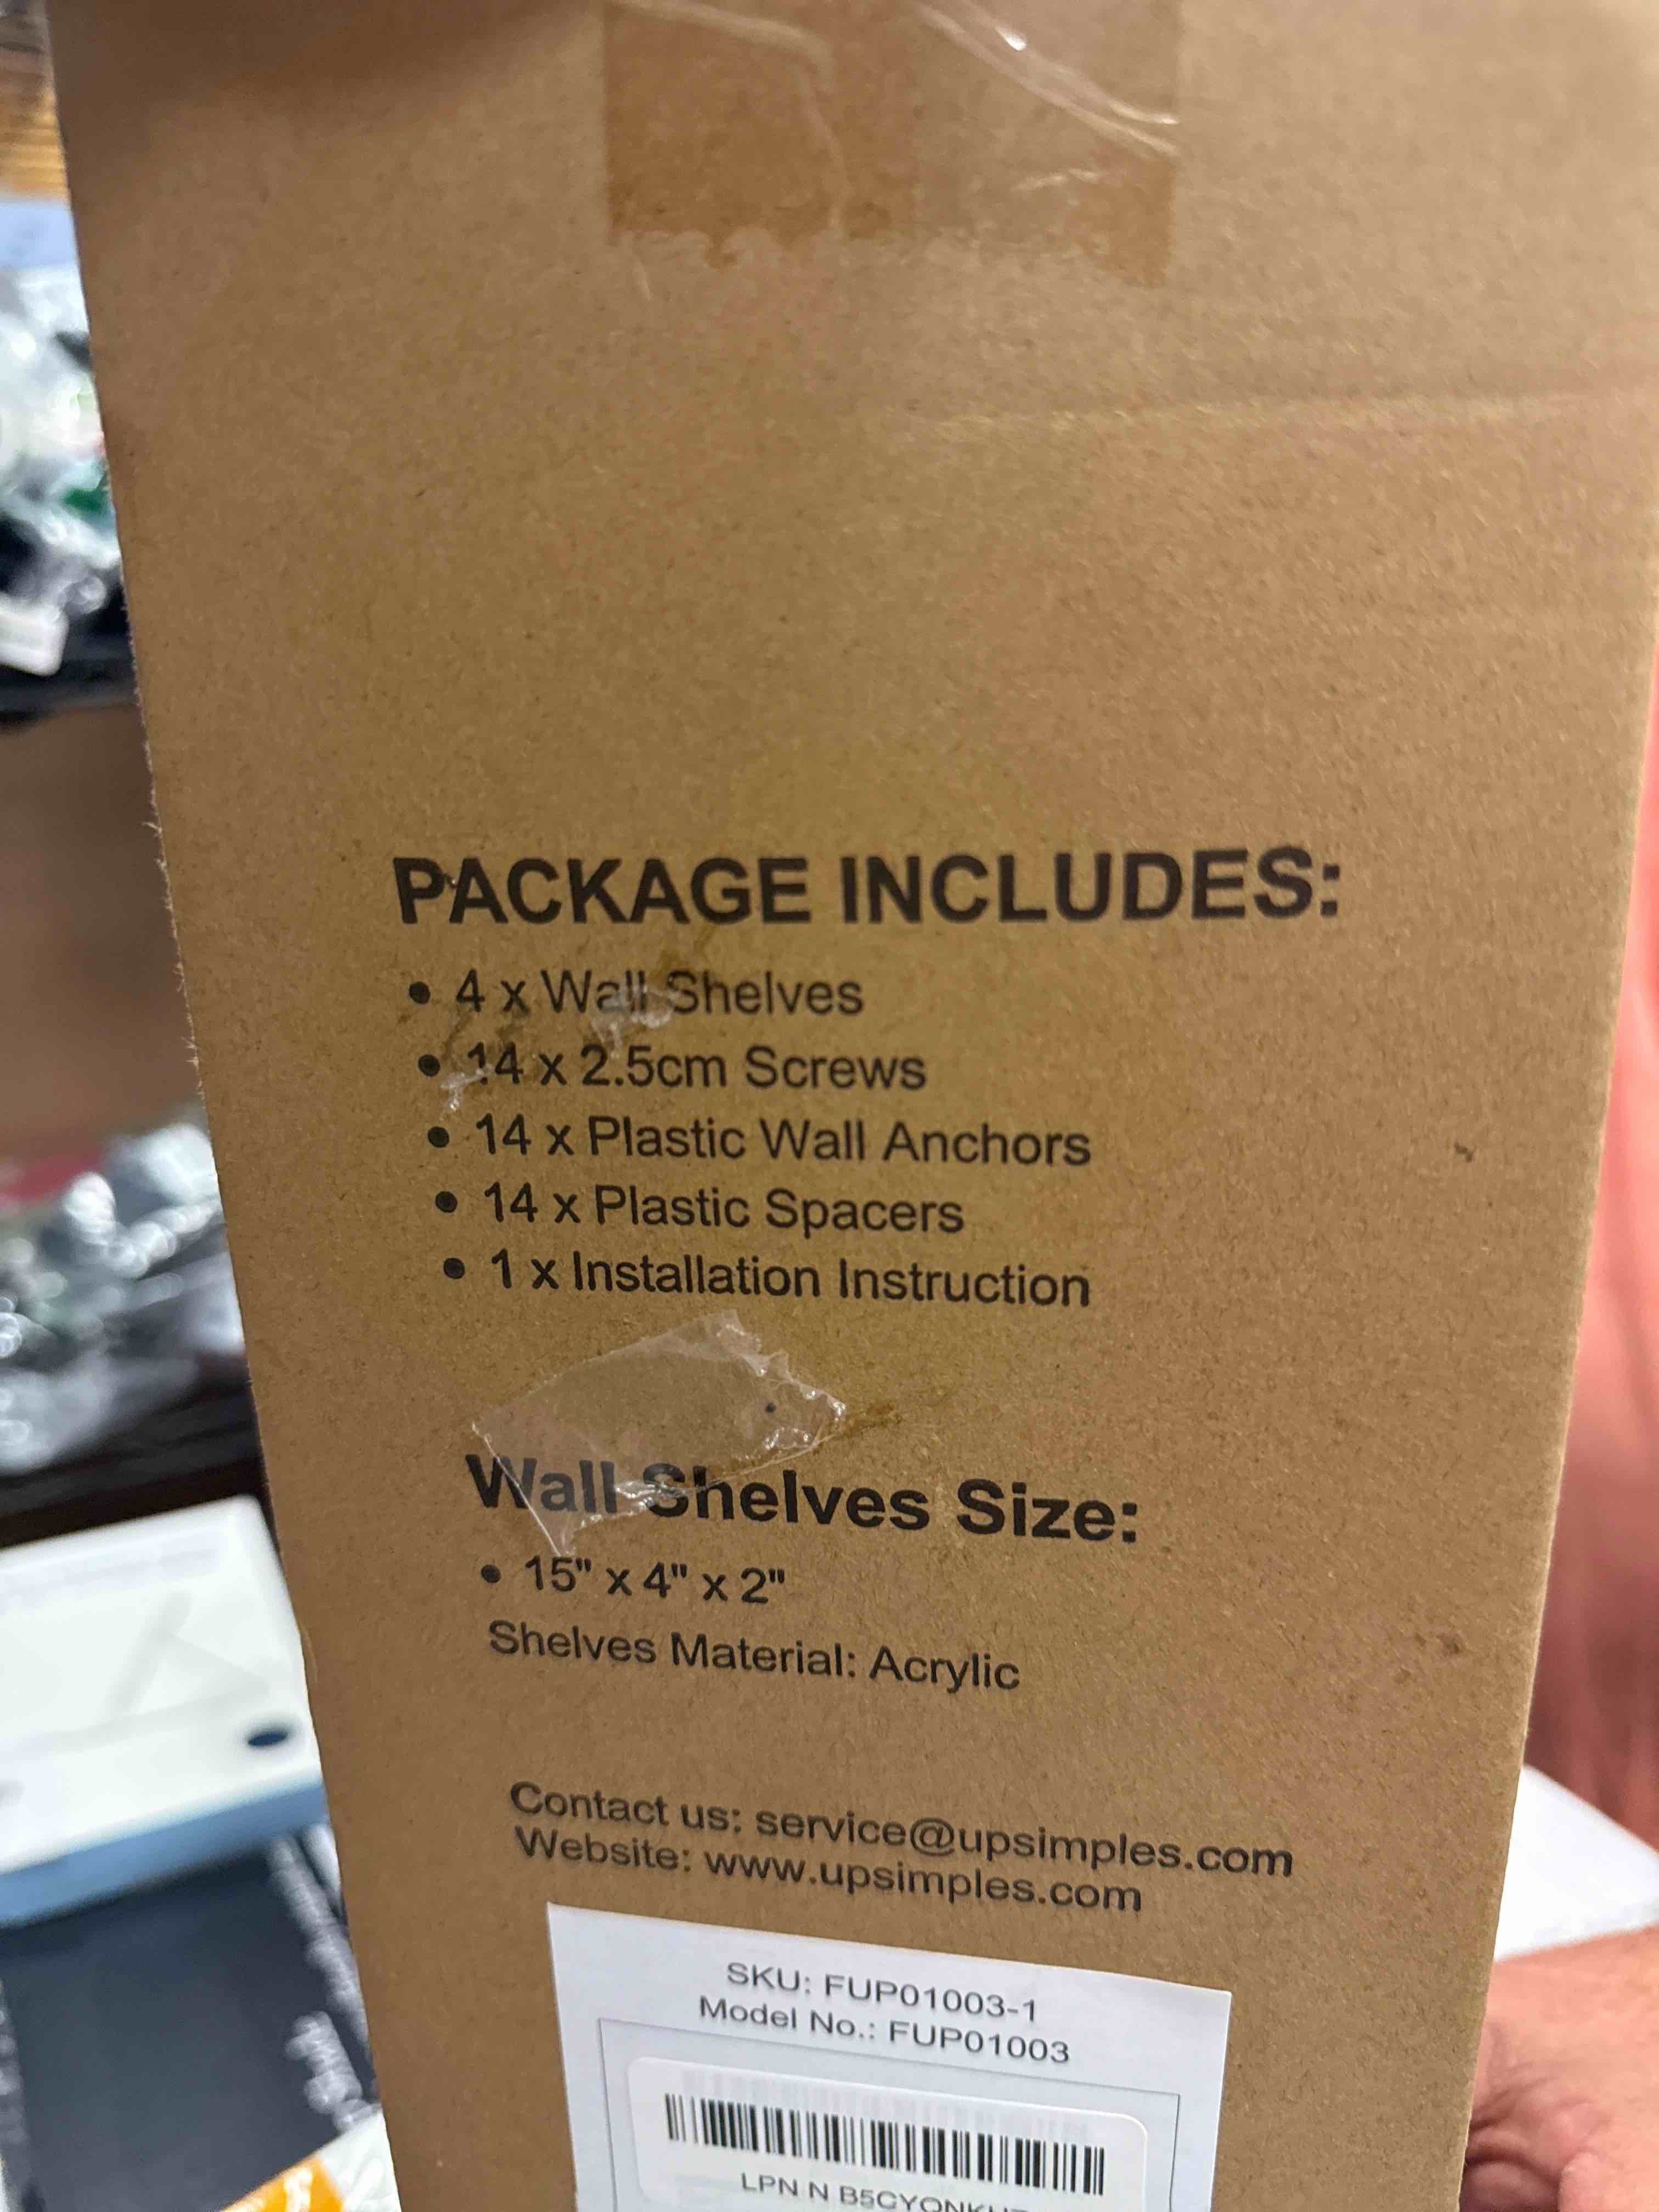 PACKAGE INCLUDES:
• 4 x Wall Shelves
• 14 x 2.5cm Screws
• 14 x Plastic Wall Anchors
• 14 x Plastic Spacers
• 1 x Installation Instruction
Wall Shelves Size:
• 15" x 4" x 2"
Shelves Material: Acrylic
Contact us: service@upsimples.com
Website: www.upsimples.com
SKU: FUP01003-1
Model No.: FUP01003
LPN N